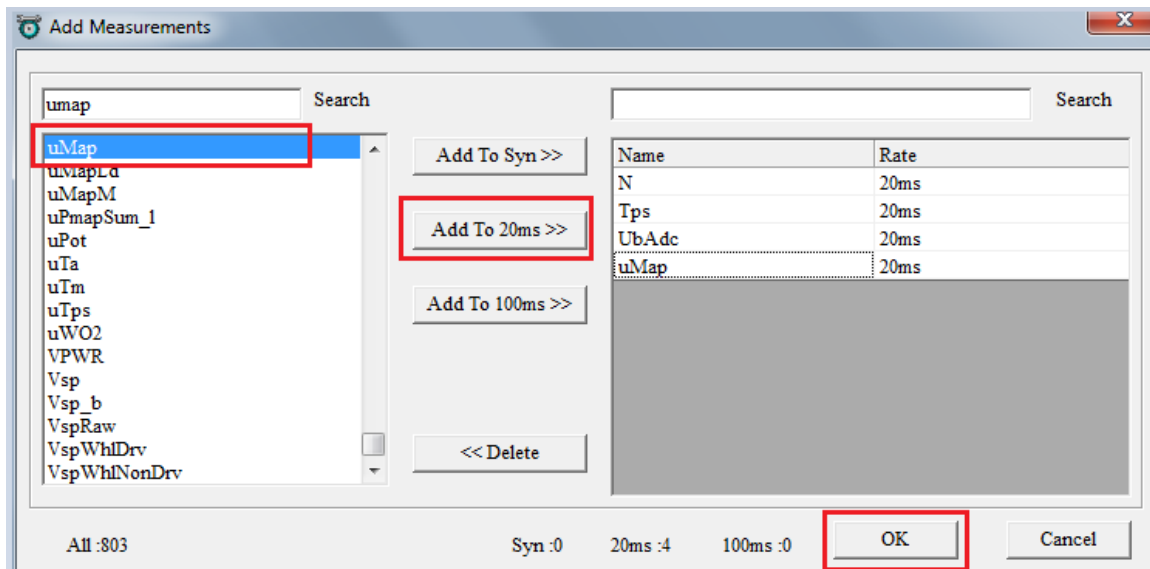 Add Measurements
umap
Search
Search
uMap
uMapLd
uMapM
uPmapSum_1
uPot
uTa
uTm
uTps
uWO2
VPWR
Vsp
Vsp_b
VspRaw
VspWhlDrv
VspWhlNonDrv
Add To Syn >>
Add To 20ms >>
Add To 100ms >>
<< Delete
Name Rate
N 20ms
Tps 20ms
UbAdc 20ms
uMap 20ms
All :803
Syn :0
20ms :4
100ms :0
OK
Cancel